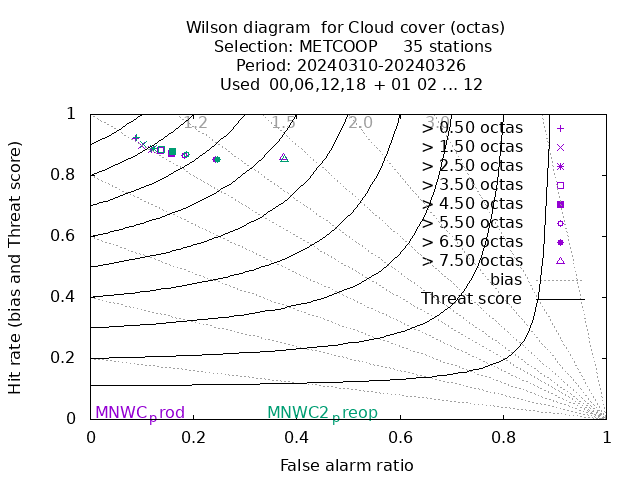 Wilson diagram  for Cloud cover (octas)
Selection: METCOOP     35 stations
Period: 20240310-20240326
Used  00,06,12,18  + 01 02 ... 12
Hit rate (bias and Threat score)
1
0.8
0.6
0.4
0.2
0
1.2 1.5 2.0 3.0
> 0.50 octas
> 1.50 octas
> 2.50 octas
> 3.50 octas
> 4.50 octas
> 5.50 octas
> 6.50 octas
> 7.50 octas
bias
Threat score
MNWCprod MNWC2preop
0 0.2 0.4 0.6 0.8 1
False alarm ratio